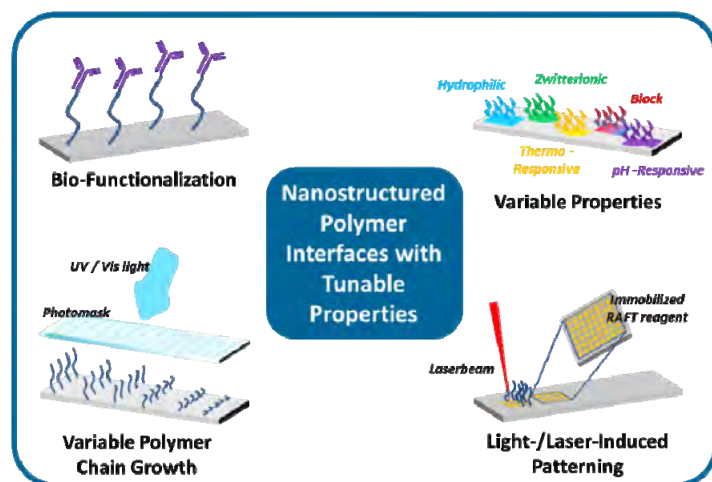 Bio-Functionalization
Hydrophilic
Zwitterionic
Block
Thermo -
Responsive
pH -Responsive
Variable Properties
Nanostructured
Polymer
Interfaces with
Tunable
Properties
UV / Vis light
Photomask
Variable Polymer
Chain Growth
Immobilized
RAFT reagent
Laserbeam
Light-/Laser-Induced
Patterning